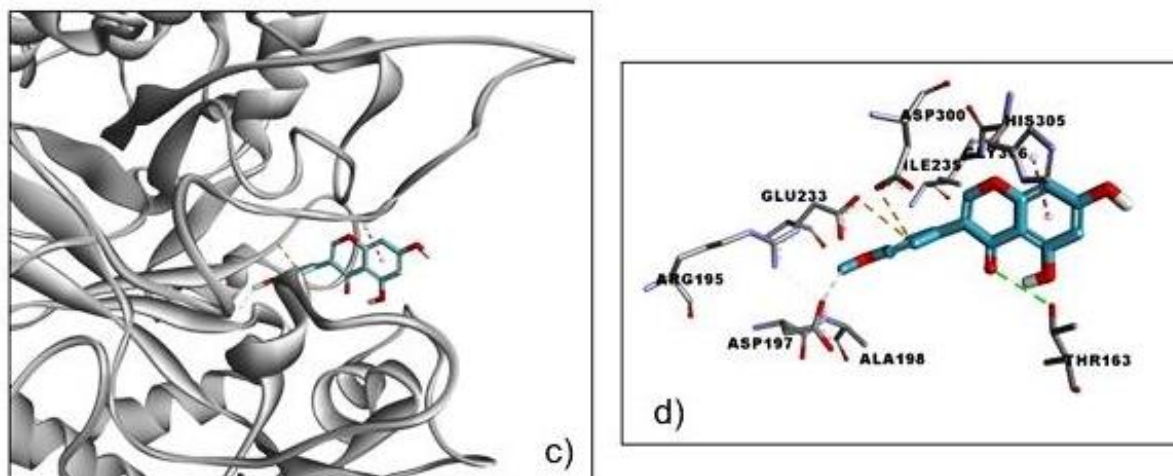 c)
ASP300
HIS305
ILE235
GLU233
ARG195
ASP197
ALA198
THR163
d)